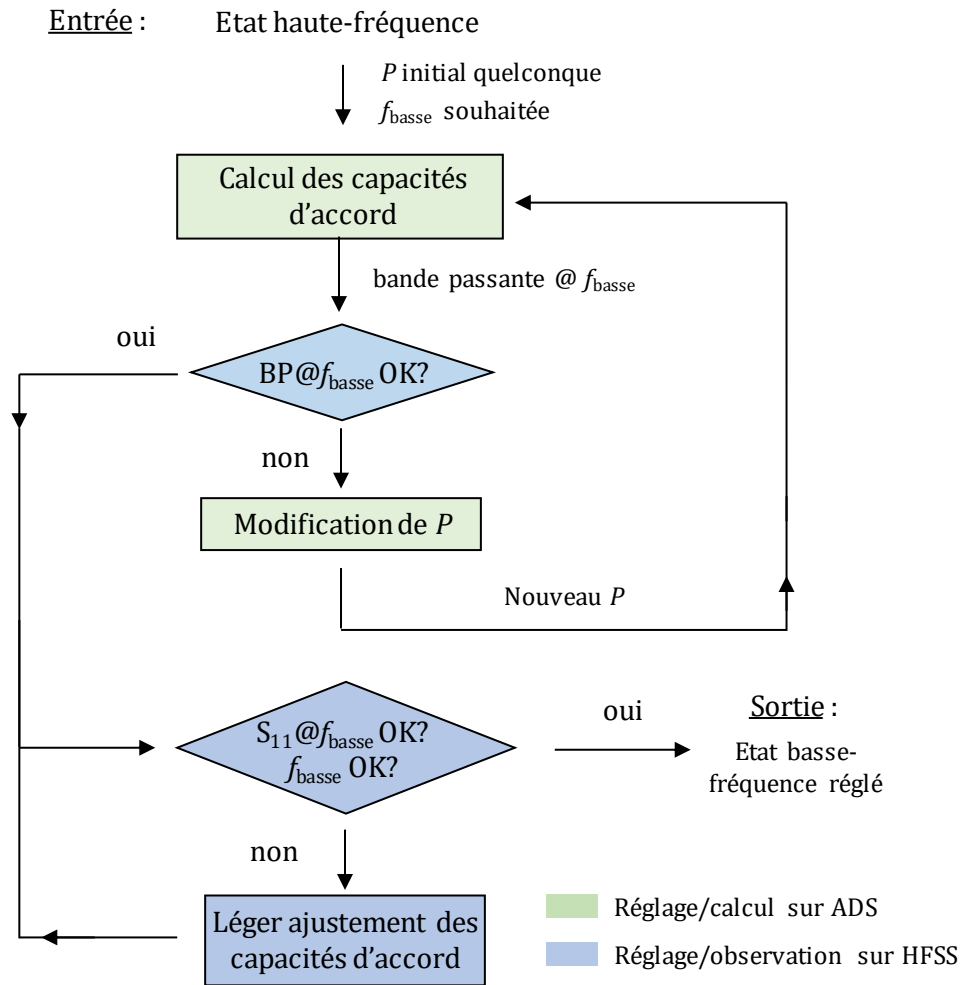 Entrée : Etat haute-fréquence
P initial quelconque
fbasse souhaitée
Calcul des capacités
d’accord
bande passante @ fbasse
oui
BP@fbasse OK?
non
Modification de P
Nouveau P
S11@fbasse OK?
fbasse OK?
oui
Sortie :
Etat basse-
fréquence réglé
non
Léger ajustement des
capacités d’accord
Réglage/calcul sur ADS
Réglage/observation sur HFSS